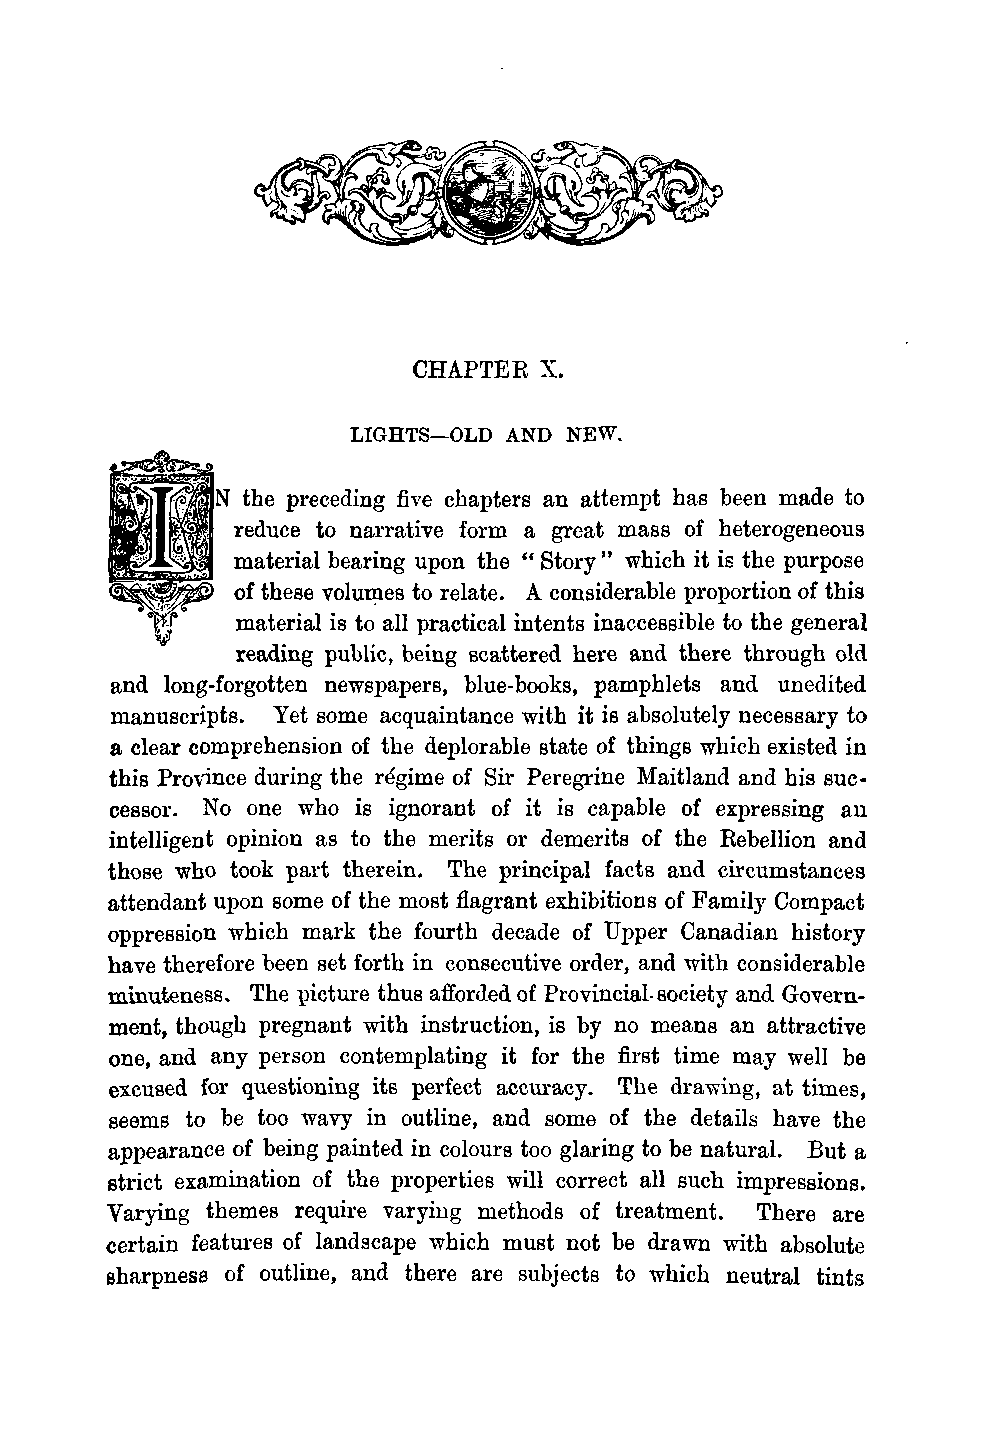 CHAPTER X.
LIGHTS—OLD AND NEW.
IN the preceding five chapters an attempt has been made to
reduce to narrative form a great mass of heterogeneous
material bearing upon the “Story” which it is the purpose
of these volumes to relate. A considerable proportion of this
material is to all practical intents inaccessible to the general
reading public, being scattered here and there through old
and long-forgotten newspapers, blue-books, pamphlets and unedited
manuscripts. Yet some acquaintance with it is absolutely necessary to
a clear comprehension of the deplorable state of things which existed in
this Province during the régime of Sir Peregrine Maitland and his suc-
cessor. No one who is ignorant of it is capable of expressing an
intelligent opinion as to the merits or demerits of the Rebellion and
those who took part therein. The principal facts and circumstances
attendant upon some of the most flagrant exhibitions of Family Compact
oppression which mark the fourth decade of Upper Canadian history
have therefore been set forth in consecutive order, and with considerable
minuteness. The picture thus afforded of Provincial society and Govern-
ment, though pregnant with instruction, is by no means an attractive
one, and any person contemplating it for the first time may well be
excused for questioning its perfect accuracy. The drawing, at times,
seems to be too wavy in outline, and some of the details have the
appearance of being painted in colours too glaring to be natural. But a
strict examination of the properties will correct all such impressions.
Varying themes require varying methods of treatment. There are
certain features of landscape which must not be drawn with absolute
sharpness of outline, and there are subjects to which neutral tints